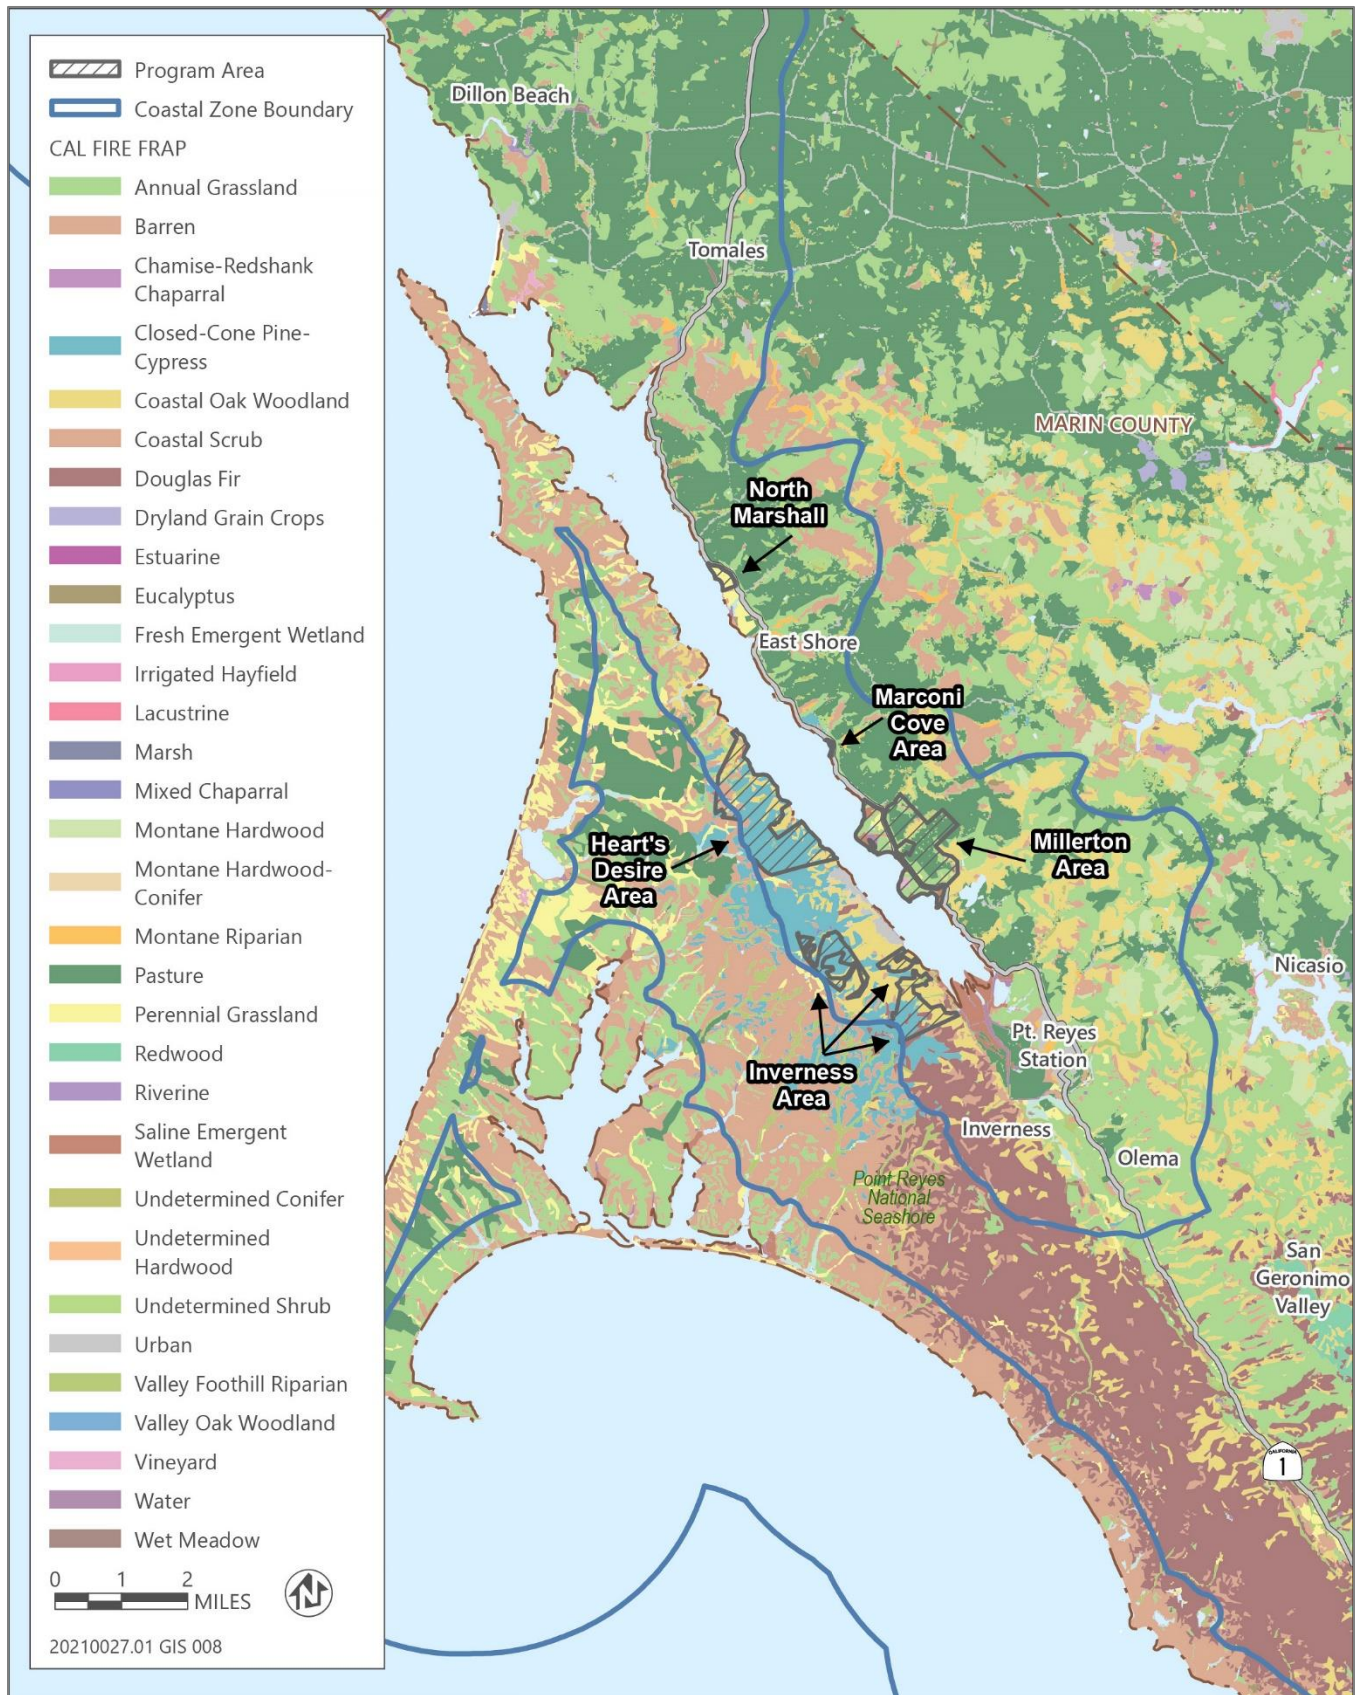 Program Area
Coastal Zone Boundary
CAL FIRE FRAP
Annual Grassland
Barren
Chamise-Redshank
Chaparral
Closed-Cone Pine-
Cypress
Coastal Oak Woodland
Coastal Scrub
Douglas Fir
Dryland Grain Crops
Estuarine
Eucalyptus
Fresh Emergent Wetland
Irrigated Hayfield
Lacustrine
Marsh
Mixed Chaparral
Montane Hardwood
Montane Hardwood-
Conifer
Montane Riparian
Pasture
Perennial Grassland
Redwood
Riverine
Saline Emergent
Wetland
Undetermined Conifer
Undetermined
Hardwood
Undetermined Shrub
Urban
Valley Foothill Riparian
Valley Oak Woodland
Vineyard
Water
Wet Meadow
0 1 2
MILES
N
20210027.01 GIS 008
Dillon Beach
Tomales
MARIN COUNTY
North
Marshall
East Shore
Marconi
Cove
Area
Heart's
Desire
Area
Millerton
Area
Nicasio
Pt. Reyes
Station
Inverness
Area
Inverness
Olema
Point Reyes
National
Seashore
San
Geronimo
Valley
CALIFORNIA
1